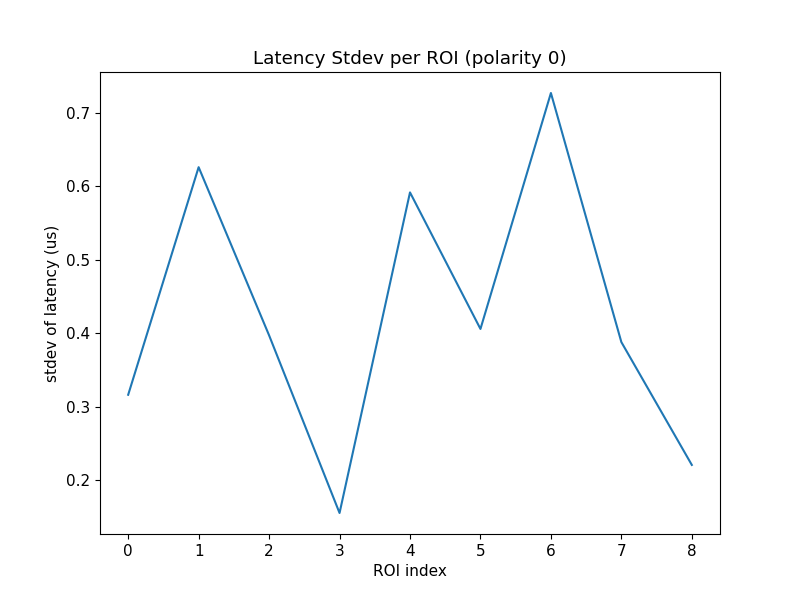 Latency Stdev per ROI (polarity 0)
0.7
0.6
0.5
0.4
0.3
0.2
stdev of latency (us)
0 1 2 3 4 5 6 7 8
ROI index